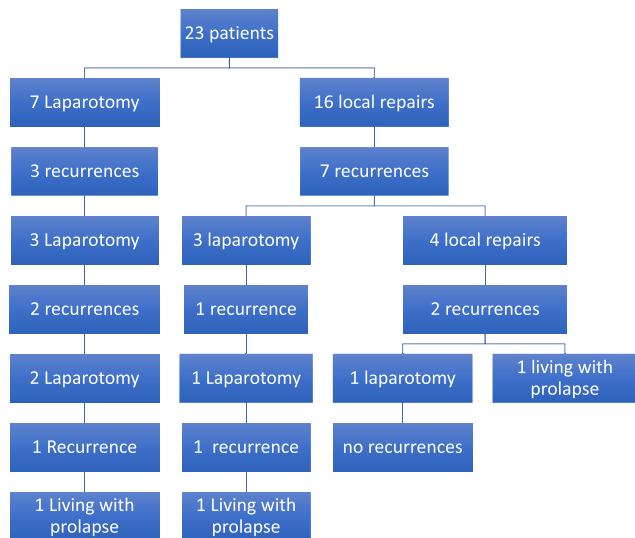 23 patients
7 Laparotomy
16 local repairs
3 recurrences
7 recurrences
3 Laparotomy
3 laparotomy
4 local repairs
2 recurrences
1 recurrence
2 recurrences
2 Laparotomy
1 Laparotomy
1 laparotomy
1 living with
prolapse
1 Recurrence
1 recurrence
no recurrences
1 Living with
prolapse
1 Living with
prolapse